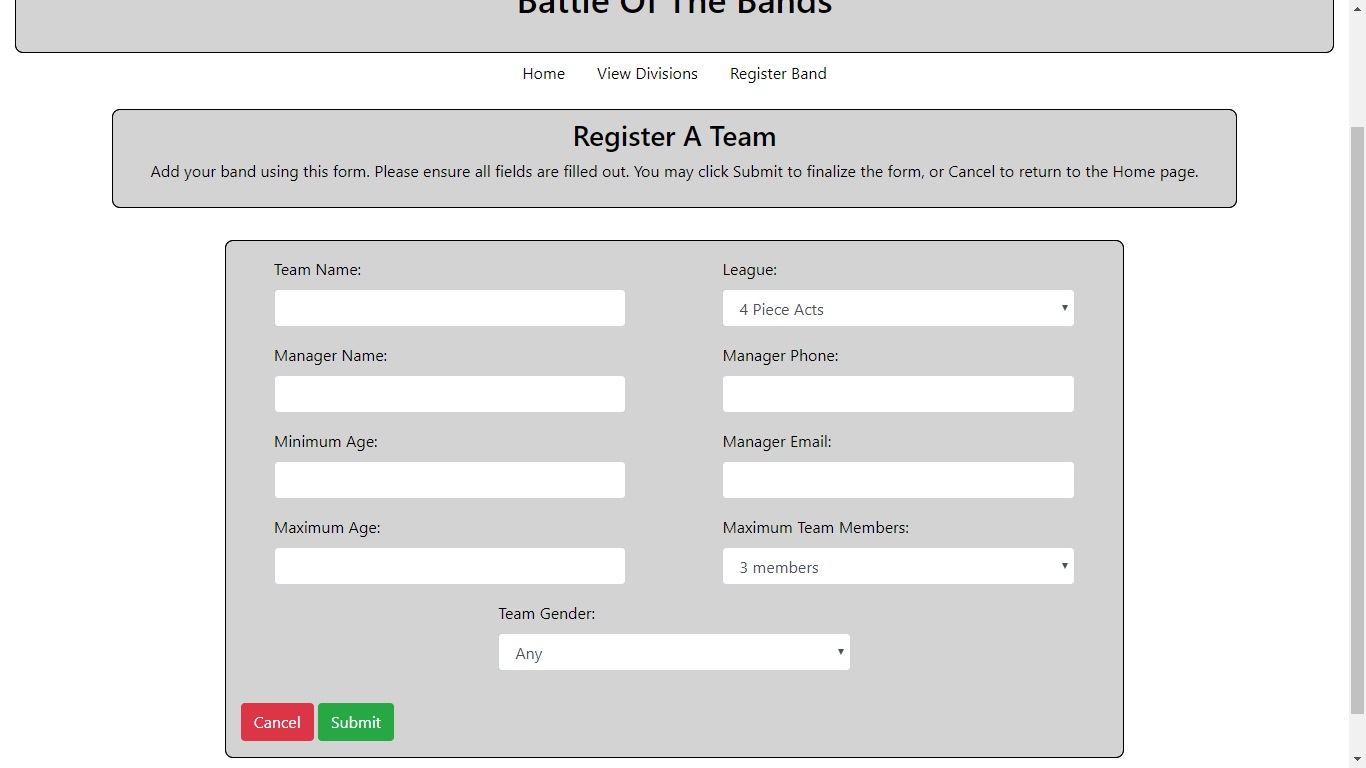 Battle Of The Bands
Home View Divisions Register Band
Register A Team
Add your band using this form. Please ensure all fields are filled out. You may click Submit to finalize the form, or Cancel to return to the Home page.
Team Name: League:
4 Piece Acts
Manager Name: Manager Phone:
Minimum Age: Manager Email:
Maximum Age: Maximum Team Members:
3 members
Team Gender:
Any
Cancel Submit